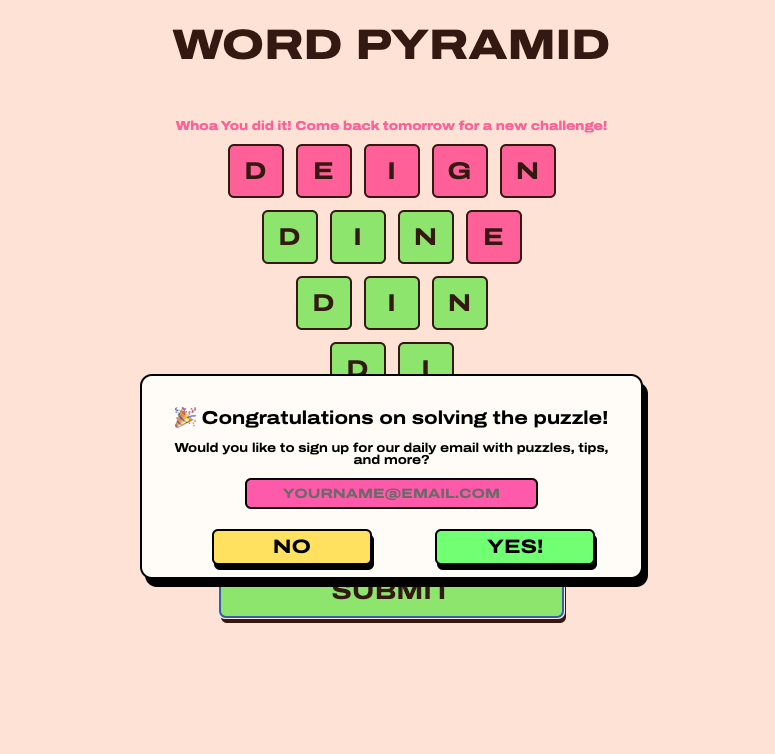 WORD PYRAMID
Whoa You did it! Come back tomorrow for a new challenge!
D E I G N
D I N E
D I N
D I
🎉 Congratulations on solving the puzzle!
Would you like to sign up for our daily email with puzzles, tips,
and more?
YOURNAME@EMAIL.COM
NO YES!
SUBMIT